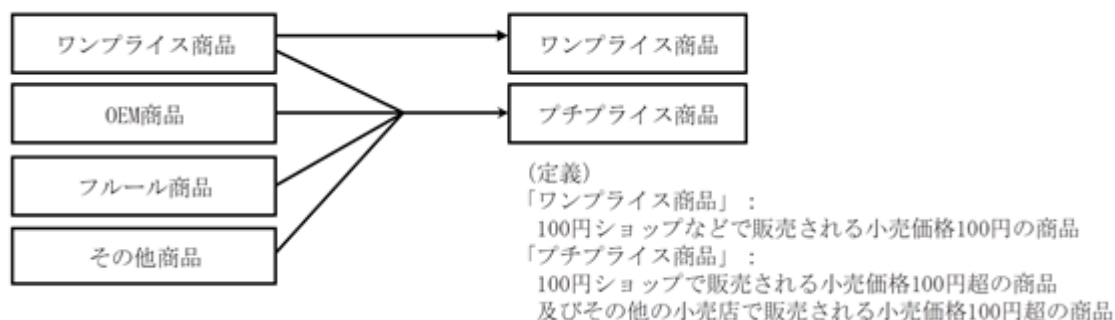 ワンプライス商品
OEM商品
フルール商品
その他商品
ワンプライス商品
プチプライス商品
(定義)
「ワンプライス商品」:
100円ショップなどで販売される小売価格100円の商品
「プチプライス商品」:
100円ショップで販売される小売価格100円超の商品
及びその他の小売店で販売される小売価格100円超の商品